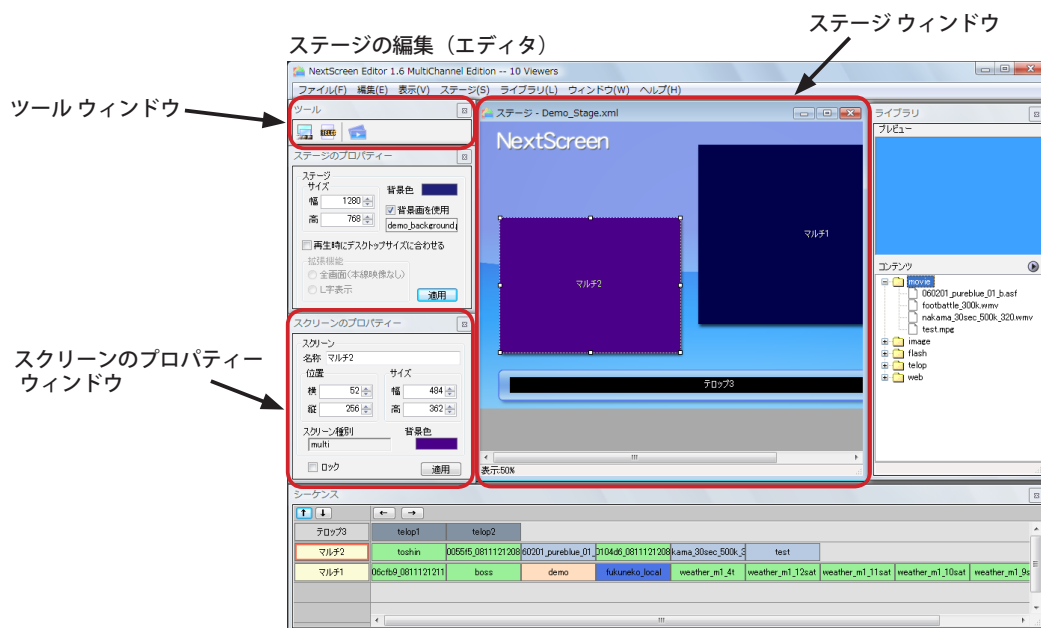 ステージ ウィンドウ
ステージの編集（エディタ）
ツール ウィンドウ
スクリーンのプロパティー
ウィンドウ
NextScreen Editor 1.6 MultiChannel Edition -- 10 Viewers
ファイル(F) 編集(E) 表示(V) ステージ(S) ライブラリ(L) ウィンドウ(W) ヘルプ(H)
ツール
ステージのプロパティー
ステージ
サイズ
幅 1280
高 768
背景色
背景画を使用
demo_background.j
再生時にデスクトップサイズに合わせる
拡張機能
全画面(本線映像なし)
L字表示
適用
スクリーンのプロパティー
スクリーン
名称 マルチ2
位置 サイズ
横 52 幅 484
縦 256 高 362
スクリーン種別 背景色
multi
ロック 適用
ステージ - Demo_Stage.xml
NextScreen
マルチ1
マルチ2
テロップ3
表示:50%
ライブラリ
プレビュー
コンテンツ
movie
060201_pureblue_01_b.asf
footbattle_300k.wmv
nakama_30sec_500k_320.wmv
test.mpg
image
flash
telop
web
シーケンス
テロップ3 telop1 telop2
マルチ2 toshin 0055f5_0811121208 60201_pureblue_01_ 0104d6_0811121208 kama_30sec_500k_3 test
マルチ1 06cfb9_0811121211 boss demo fukuneko_local weather_m1_4t weather_m1_12sat weather_m1_11sat weather_m1_10sat weather_m1_9s